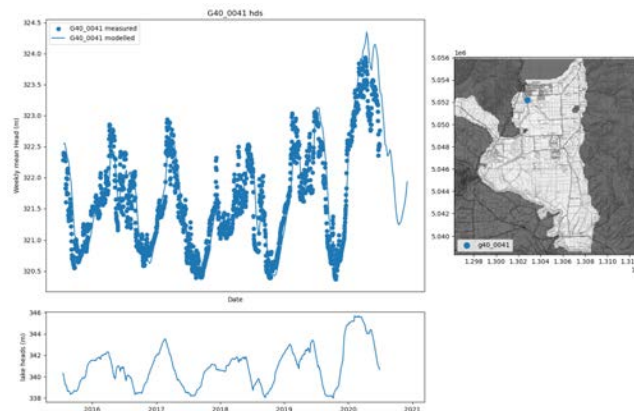 G40_0041 hds
G40_0041 measured
G40_0041 modelled
324.5
324.0
323.5
323.0
322.5
322.0
321.5
321.0
320.5
Weekly mean Head (m)
Date
346
344
342
340
338
lake heads (m)
2016 2017 2018 2019 2020 2021
1e6
5.056
5.054
5.052
5.050
5.048
5.046
5.044
5.042
5.040
g40_0041
1.298 1.300 1.302 1.304 1.306 1.308 1.310